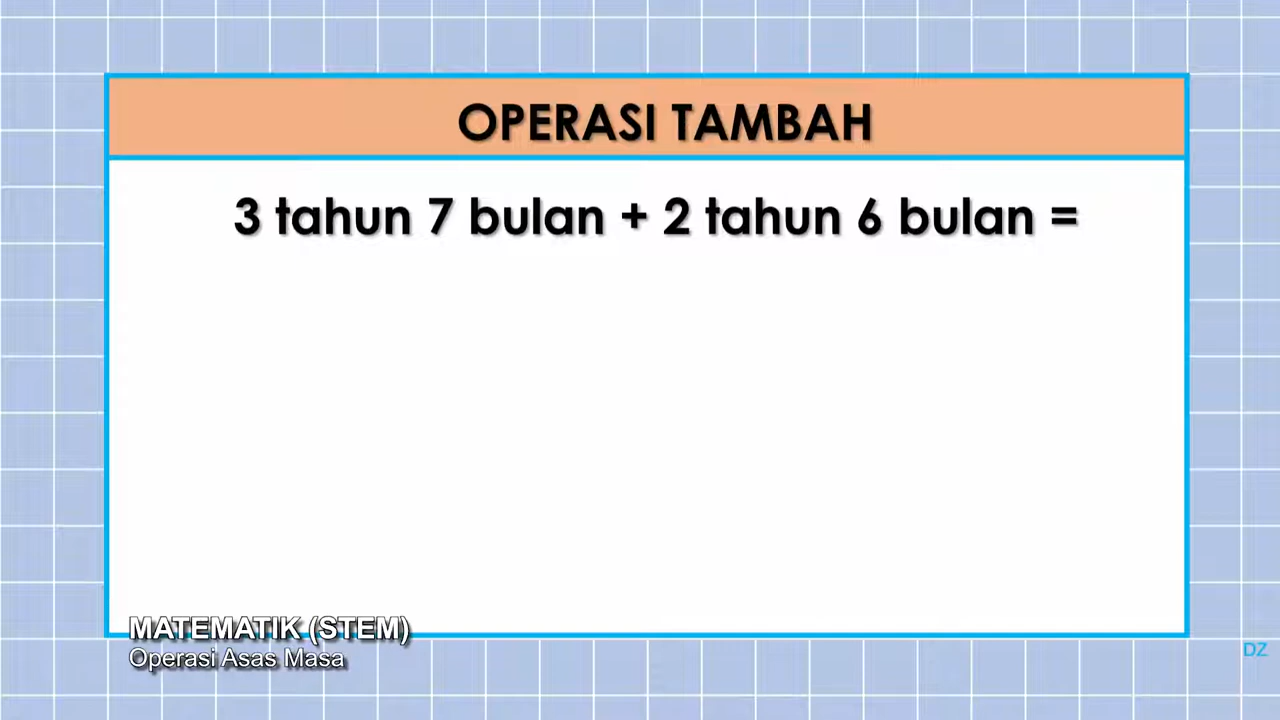 OPERASI TAMBAH
3 tahun 7 bulan + 2 tahun 6 bulan =
MATEMATIK (STEM)
Operasi Asas Masa
DZ